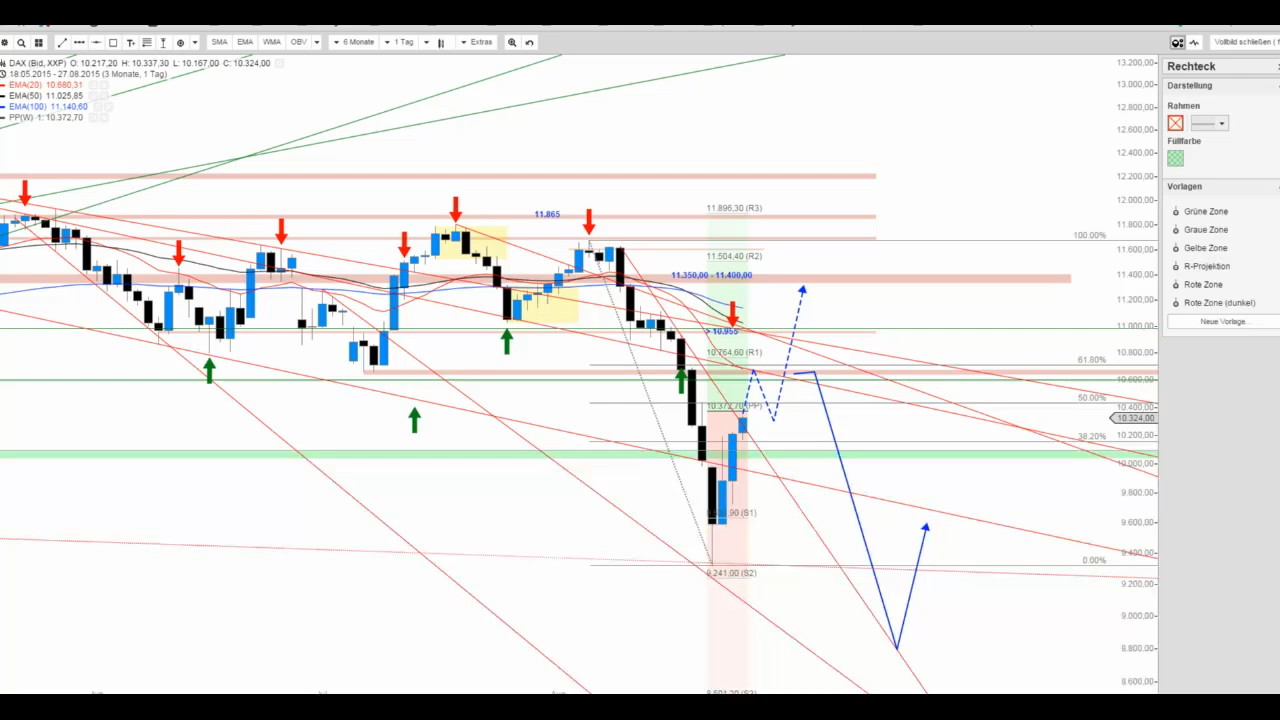 SMA EMA WMA OBV 6 Monate 1 Tag Extras Vollbild schließen (
DAX (Bid, XXP) O: 10.217,20 H: 10.337,30 L: 10.167,00 C: 10.324,00
18.05.2015 - 27.08.2015 (3 Monate, 1 Tag)
EMA(20) 10.680,31
EMA(50) 11.025,85
EMA(100) 11.140,60
PP(W) 1: 10.372,70
11.865
11.896,30 (R3)
100.00%
11.504,40 (R2)
11.350,00 - 11.400,00
> 10.955
10.764,60 (R1)
61.80%
50.00%
10.372,70 (PP)
38.20%
(S1)
0.00%
9.241,00 (S2)
13.200,00
13.000,00
12.800,00
12.600,00
12.400,00
12.200,00
12.000,00
11.800,00
11.600,00
11.400,00
11.200,00
11.000,00
10.800,00
10.600,00
10.400,00
10.324,00
10.200,00
10.000,00
9.800,00
9.600,00
9.400,00
9.200,00
9.000,00
8.800,00
8.600,00
Rechteck
Darstellung
Rahmen
Füllfarbe
Vorlagen
Grüne Zone
Graue Zone
Gelbe Zone
R-Projektion
Rote Zone
Rote Zone (dunkel)
Neue Vorlage...